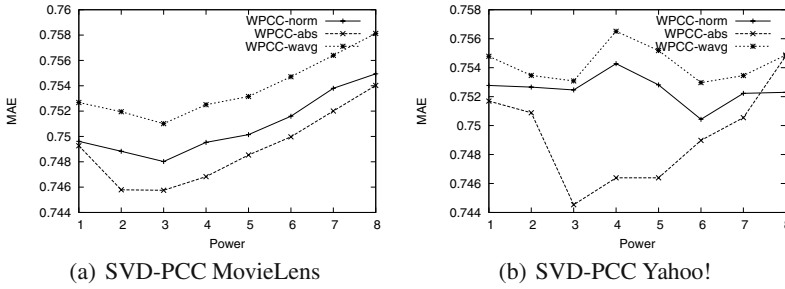 0.76
0.758
0.756
0.754
0.752
0.75
0.748
0.746
0.744
MAE
1 2 3 4 5 6 7 8
Power
WPCC-norm
WPCC-abs
WPCC-wavg
(a) SVD-PCC MovieLens
0.758
0.756
0.754
0.752
0.75
0.748
0.746
0.744
MAE
1 2 3 4 5 6 7 8
Power
WPCC-norm
WPCC-abs
WPCC-wavg
(b) SVD-PCC Yahoo!